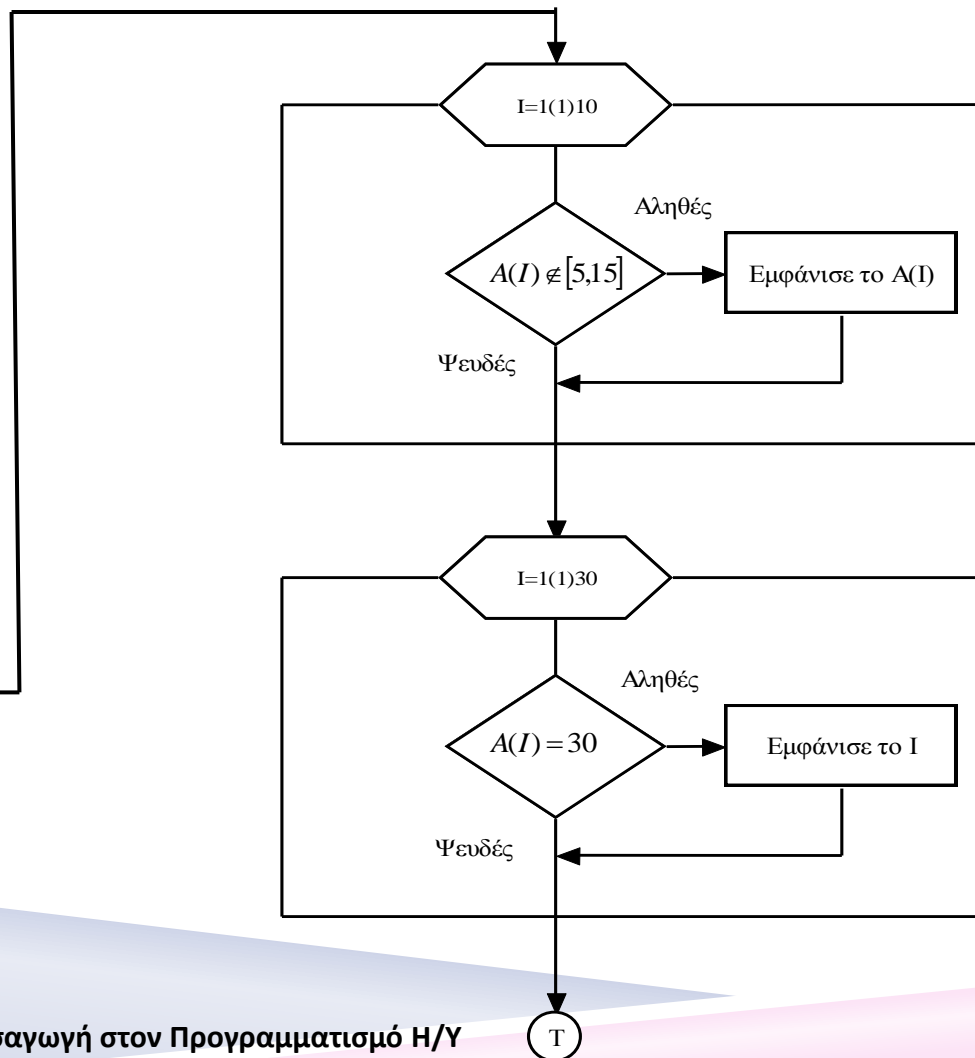 I=1(1)10
Αληθές
A(I)∉[5,15]
Εμφάνισε το A(I)
Ψευδές
I=1(1)30
Αληθές
A(I)=30
Εμφάνισε το I
Ψευδές
σαγωγή στον Προγραμματισμό Η/Υ
T